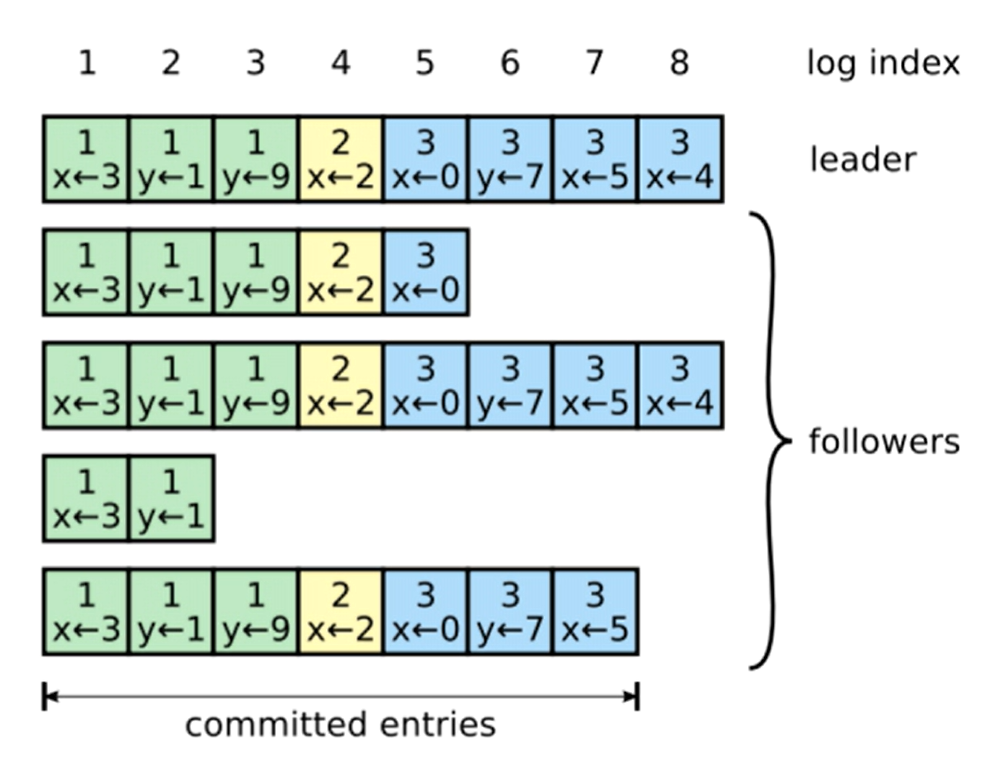 1 2 3 4 5 6 7 8 log index
1 1 1 2 3 3 3 3
x←3 y←1 y←9 x←2 x←0 y←7 x←5 x←4
leader
1 1 1 2 3
x←3 y←1 y←9 x←2 x←0
1 1 1 2 3 3 3 3
x←3 y←1 y←9 x←2 x←0 y←7 x←5 x←4
followers
1 1
x←3 y←1
1 1 1 2 3 3 3
x←3 y←1 y←9 x←2 x←0 y←7 x←5
committed entries